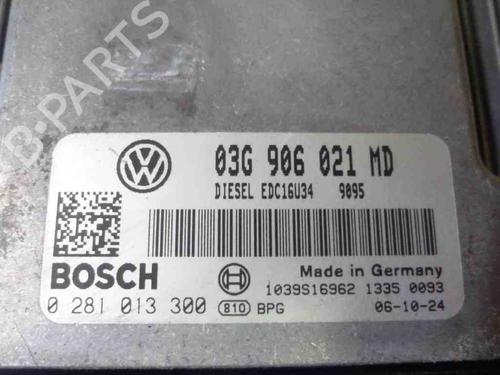 B-PARTS
VW
03G 906 021 MD
DIESEL EDC16U34 9095
BOSCH
Made in Germany
1039S16962 1335 0093
0 281 013 300 810 BPG 06-10-24